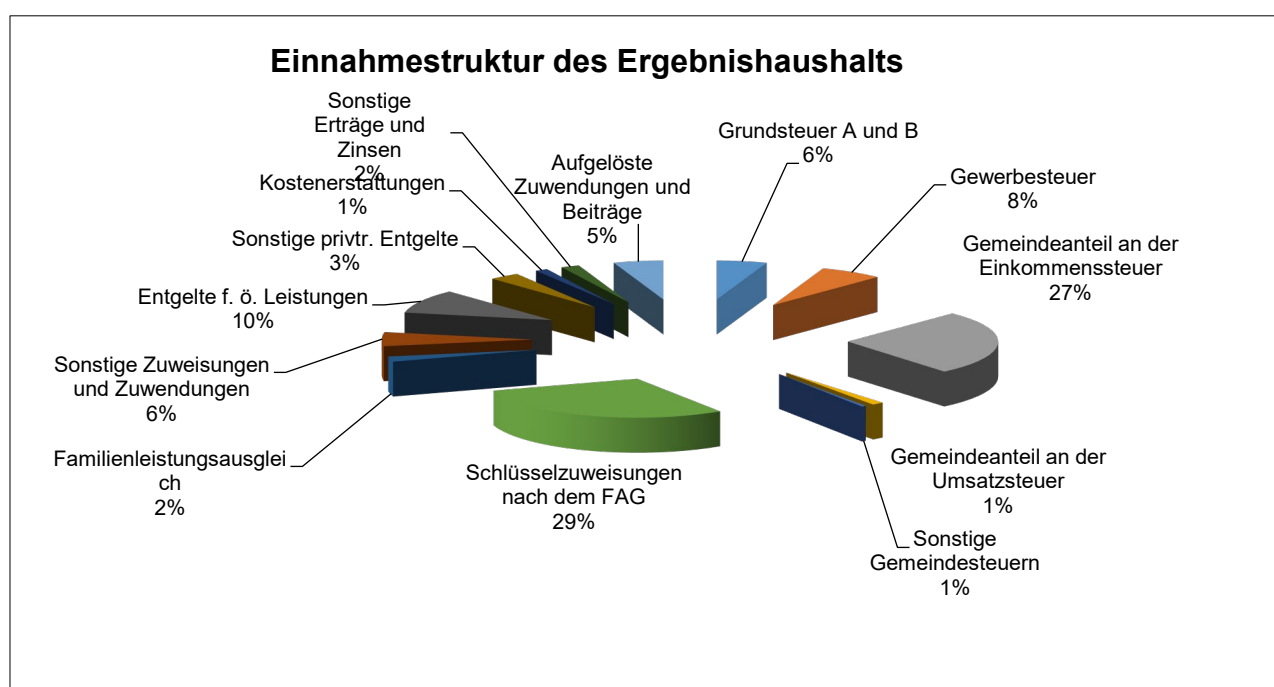 Einnahmestruktur des Ergebnishaushalts
Grundsteuer A und B
6%
Gewerbesteuer
8%
Gemeindeanteil an der
Einkommenssteuer
27%
Gemeindeanteil an der
Umsatzsteuer
1%
Sonstige
Gemeindesteuern
1%
Schlüsselzuweisungen
nach dem FAG
29%
Familienleistungsausglei
ch
2%
Sonstige Zuweisungen
und Zuwendungen
6%
Entgelte f. ö. Leistungen
10%
Sonstige privtr. Entgelte
3%
Kostenerstattungen
1%
Sonstige
Erträge und
Zinsen
2%
Aufgelöste
Zuwendungen und
Beiträge
5%